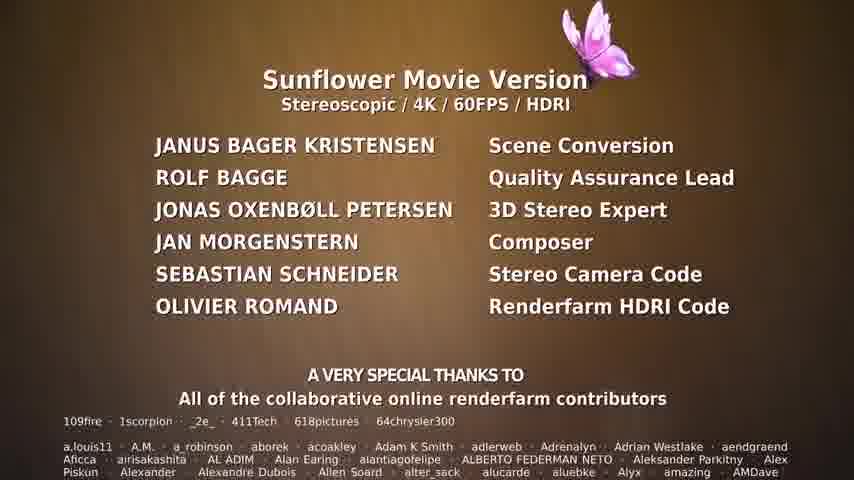 Sunflower Movie Version
Stereoscopic / 4K / 60FPS / HDRI
JANUS BAGER KRISTENSEN Scene Conversion
ROLF BAGGE Quality Assurance Lead
JONAS OXENBØLL PETERSEN 3D Stereo Expert
JAN MORGENSTERN Composer
SEBASTIAN SCHNEIDER Stereo Camera Code
OLIVIER ROMAND Renderfarm HDRI Code
A VERY SPECIAL THANKS TO
All of the collaborative online renderfarm contributors
109fire · 1scorpion · _2e_ · 411Tech · 618pictures · 64chrysler300
a.louis11 · A.M. · a_robinson · aborek · acoakley · Adam K Smith · adlerweb · Adrenalyn · Adrian Westlake · aendgraend
Aficca · airisakashita · AL ADIM · Alan Earing · alantiagofelipe · ALBERTO FEDERMAN NETO · Aleksander Parkitny · Alex
Piskun · Alexander · Alexandre Dubois · Allen Soard · alter_sack · alucarde · aluebke · Alyx · amazing · AMDave